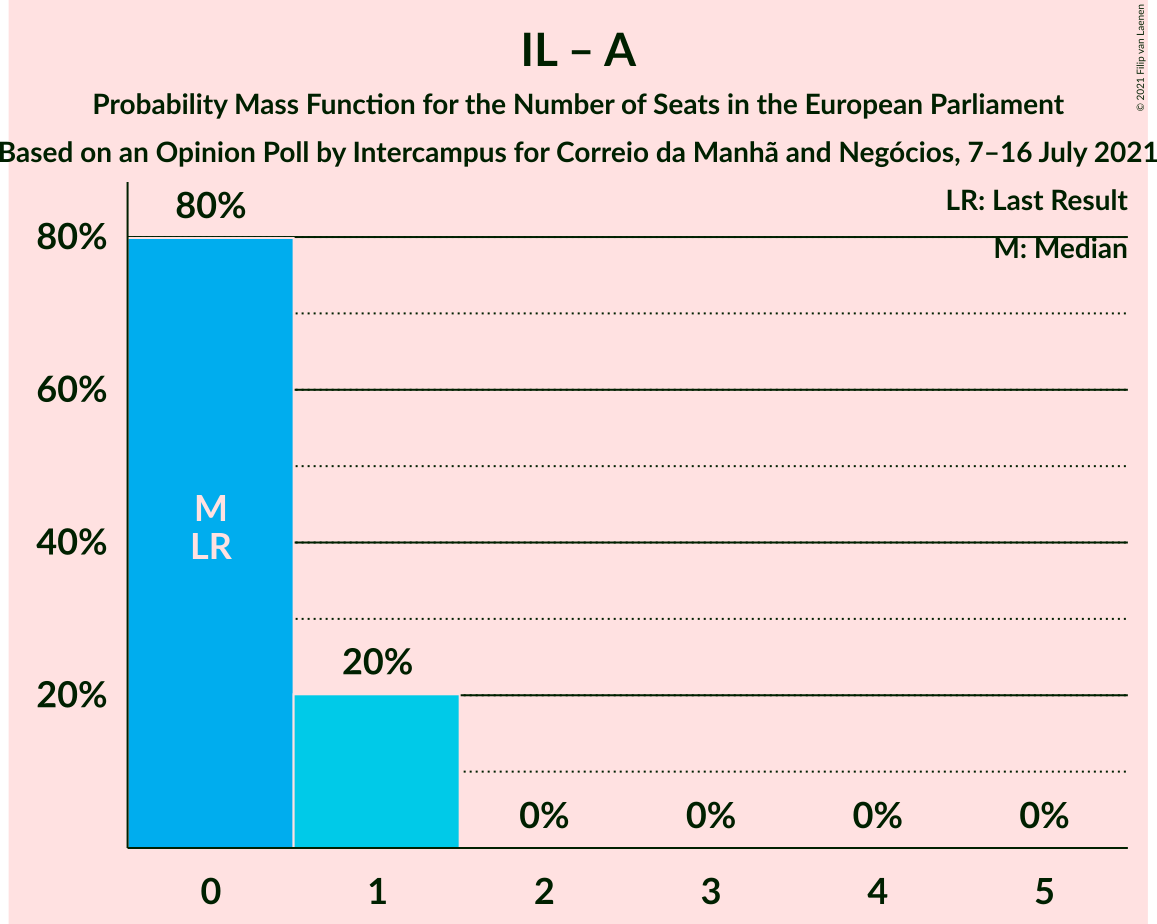 IL – A
Probability Mass Function for the Number of Seats in the European Parliament
Based on an Opinion Poll by Intercampus for Correio da Manhã and Negócios, 7–16 July 2021
© 2021 Filip van Laenen
LR: Last Result
M: Median
80%
80%
60%
40%
20%
M
LR
20%
0%
0%
0%
0%
0
1
2
3
4
5